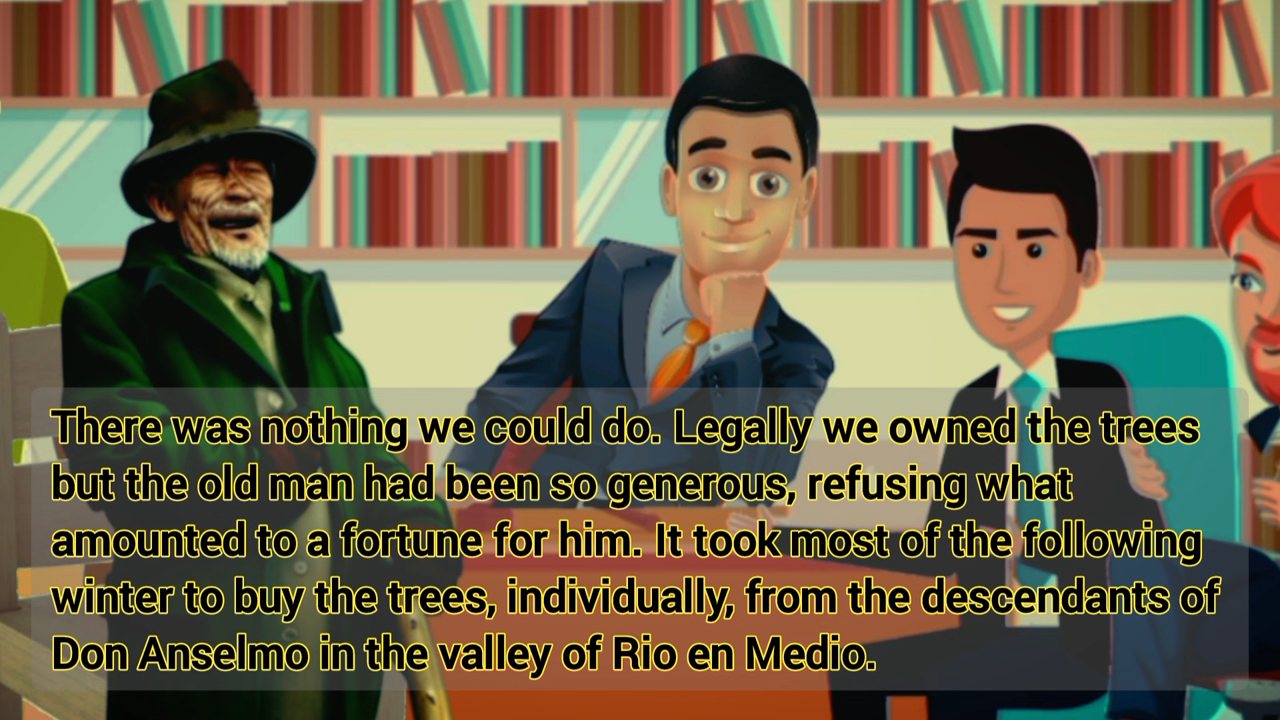 There was nothing we could do. Legally we owned the trees
but the old man had been so generous, refusing what
amounted to a fortune for him. It took most of the following
winter to buy the trees, individually, from the descendants of
Don Anselmo in the valley of Rio en Medio.